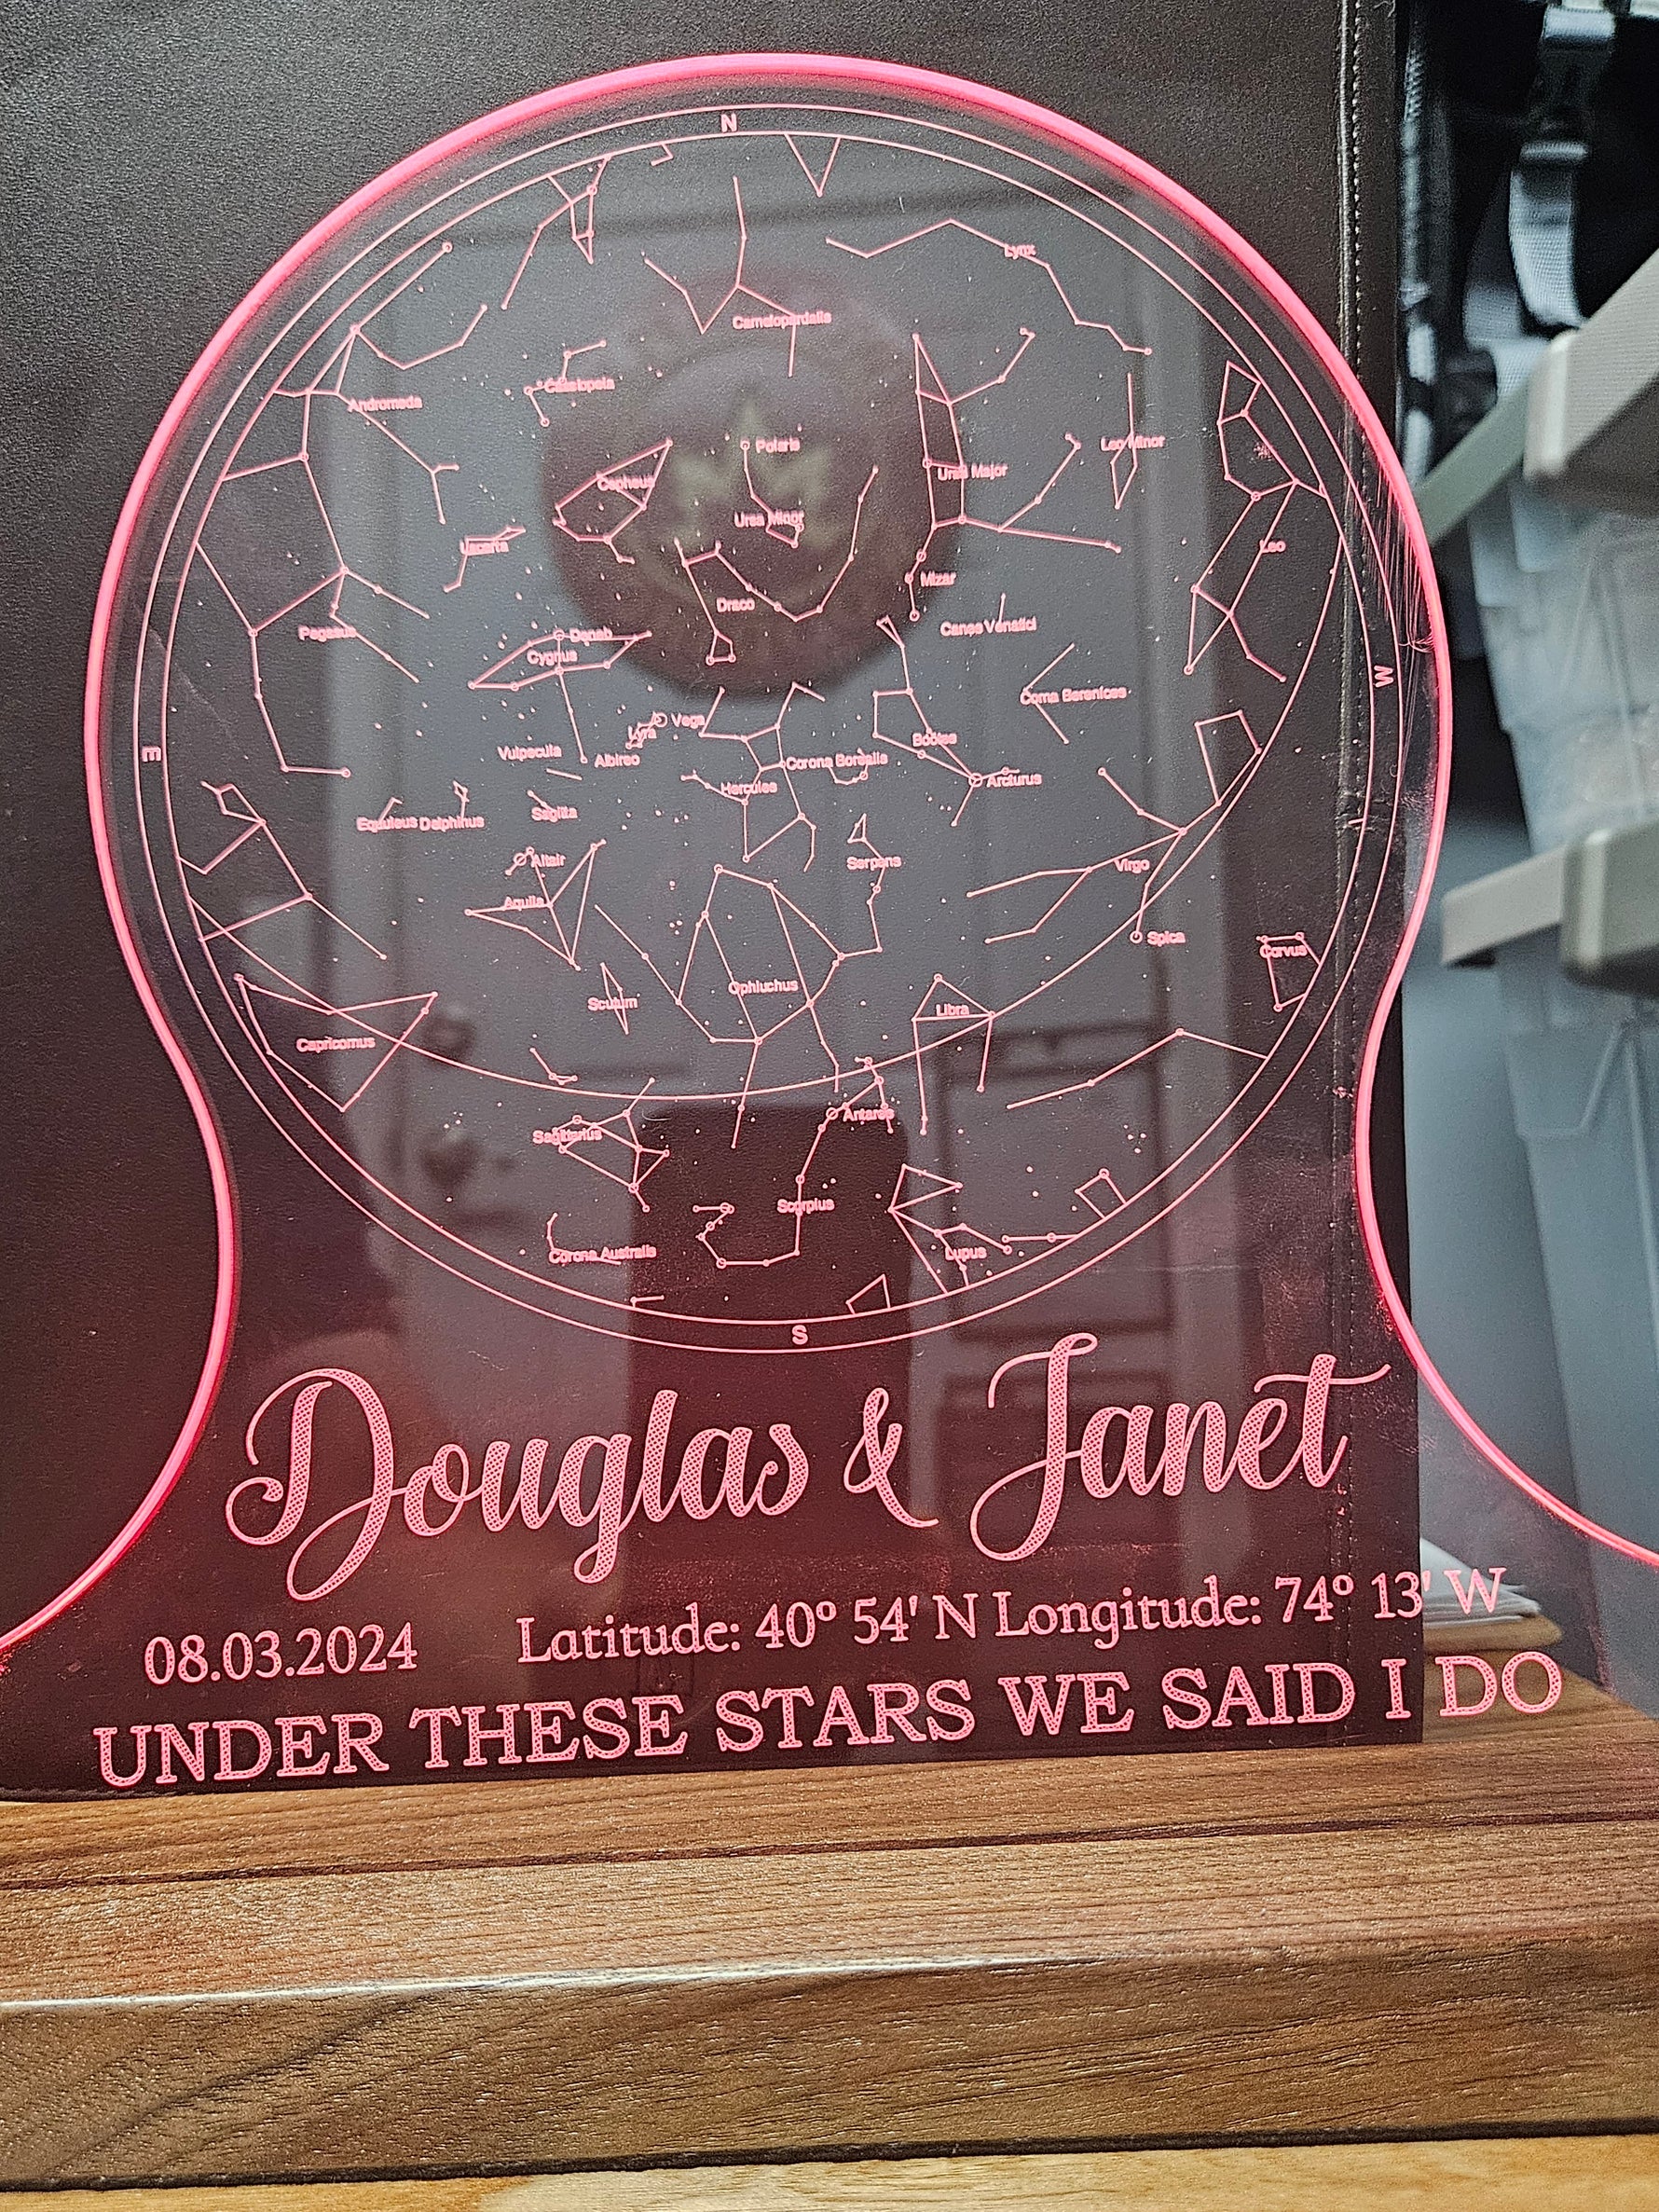 N
Lynx
Camelopardalis
Cassiopeia
Andromeda
Polaris
Leo Minor
Cepheus
Ursa Major
Ursa Minor
Lacerta
Leo
Mizar
Draco
Canes Venatici
Pegasus
Deneb
Cygnus
W
Coma Berenices
Vega
Lyra
Bootes
E
Vulpecula
Albireo
Corona Borealis
Arcturus
Hercules
Equuleus Delphinus
Sagitta
Altair
Serpens
Virgo
Aquila
Spica
Corvus
Ophiuchus
Scutum
Libra
Capricornus
Antares
Sagittarius
Scorpius
Corona Australis
Lupus
S
Douglas & Janet
08.03.2024 Latitude: 40º 54' N Longitude: 74º 13' W
UNDER THESE STARS WE SAID I DO